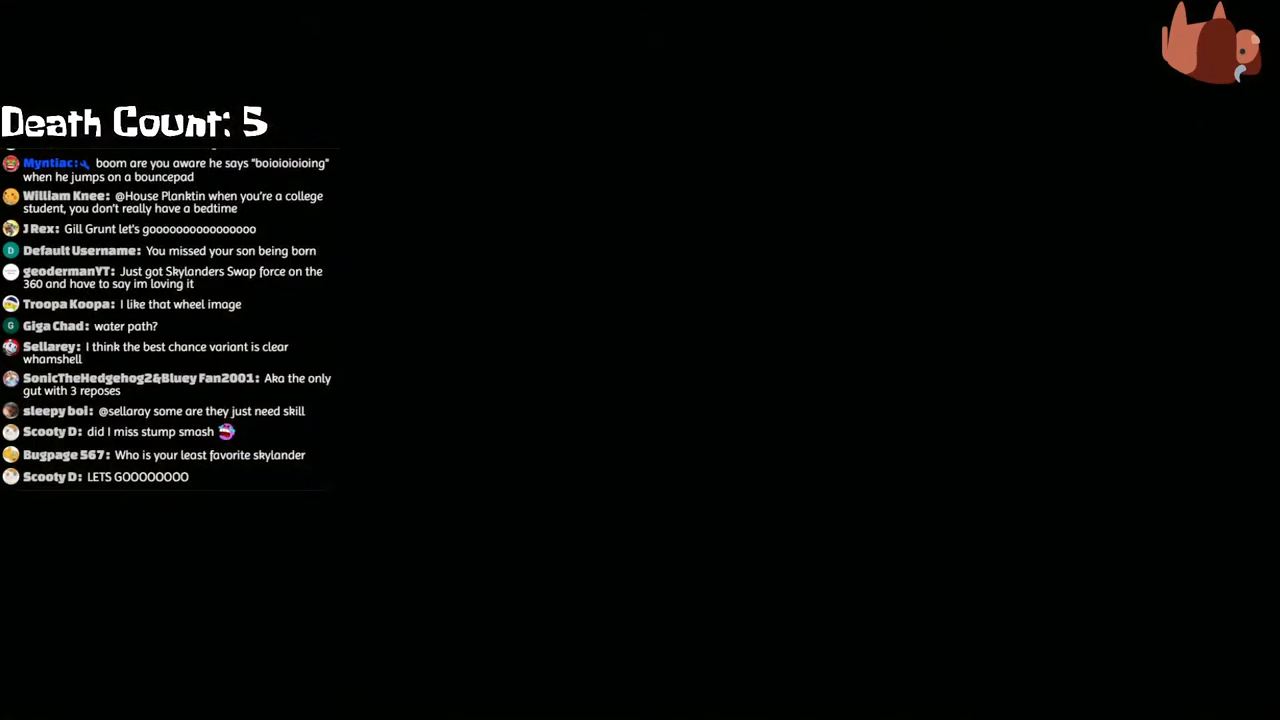 Death Count: 5
Myntiac: boom are you aware he says "boioioioioing"
when he jumps on a bouncepad
William Knee: @House Planktin when you're a college
student, you don't really have a bedtime
J Rex: Gill Grunt let's gooooooooooooooo
D Default Username: You missed your son being born
geodermanYT: Just got Skylanders Swap force on the
360 and have to say im loving it
Troopa Koopa: I like that wheel image
G Giga Chad: water path?
Sellarey: I think the best chance variant is clear
whamshell
SonicTheHedgehog2&Bluey Fan2001: Aka the only
gut with 3 reposes
sleepy boi: @sellaray some are they just need skill
Scooty D: did I miss stump smash
Bugpage 567: Who is your least favorite skylander
Scooty D: LETS GOOOOOOOO